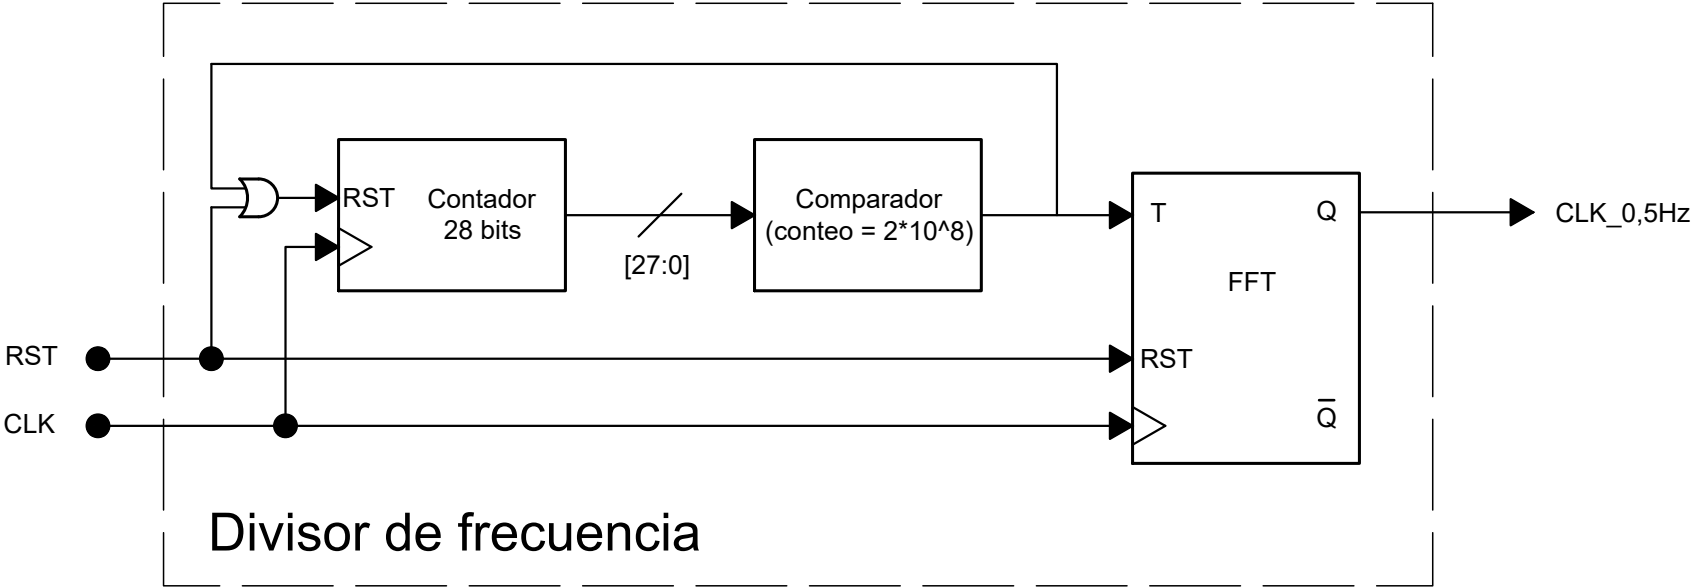 RST
Contador
28 bits
[27:0]
Comparador
(conteo = 2*10^8)
T
Q
CLK_0,5Hz
FFT
RST
RST
Q̅
CLK
Divisor de frecuencia